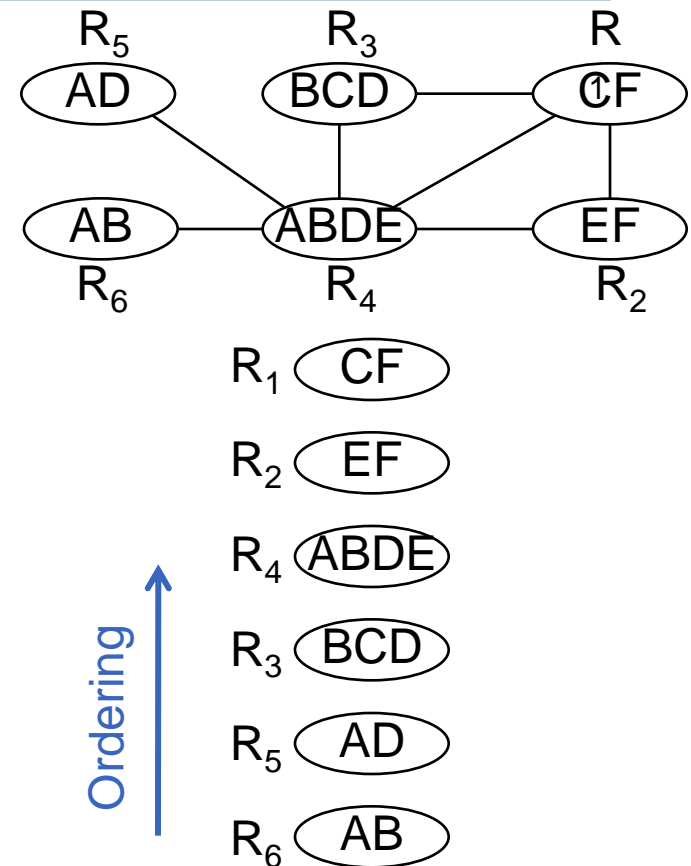 R₅ R₃ R
AD BCD CF
1
AB ABDE EF
R₆ R₄ R₂
R₁ CF
R₂ EF
R₄ ABDE
R₃ BCD
R₅ AD
R₆ AB
Ordering